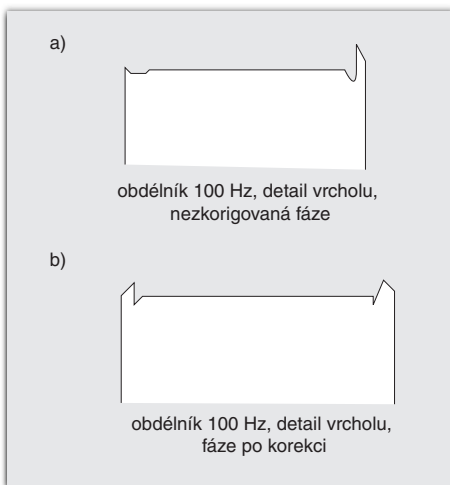 a)
obdélník 100 Hz, detail vrcholu,
nezkorigovaná fáze
b)
obdélník 100 Hz, detail vrcholu,
fáze po korekci